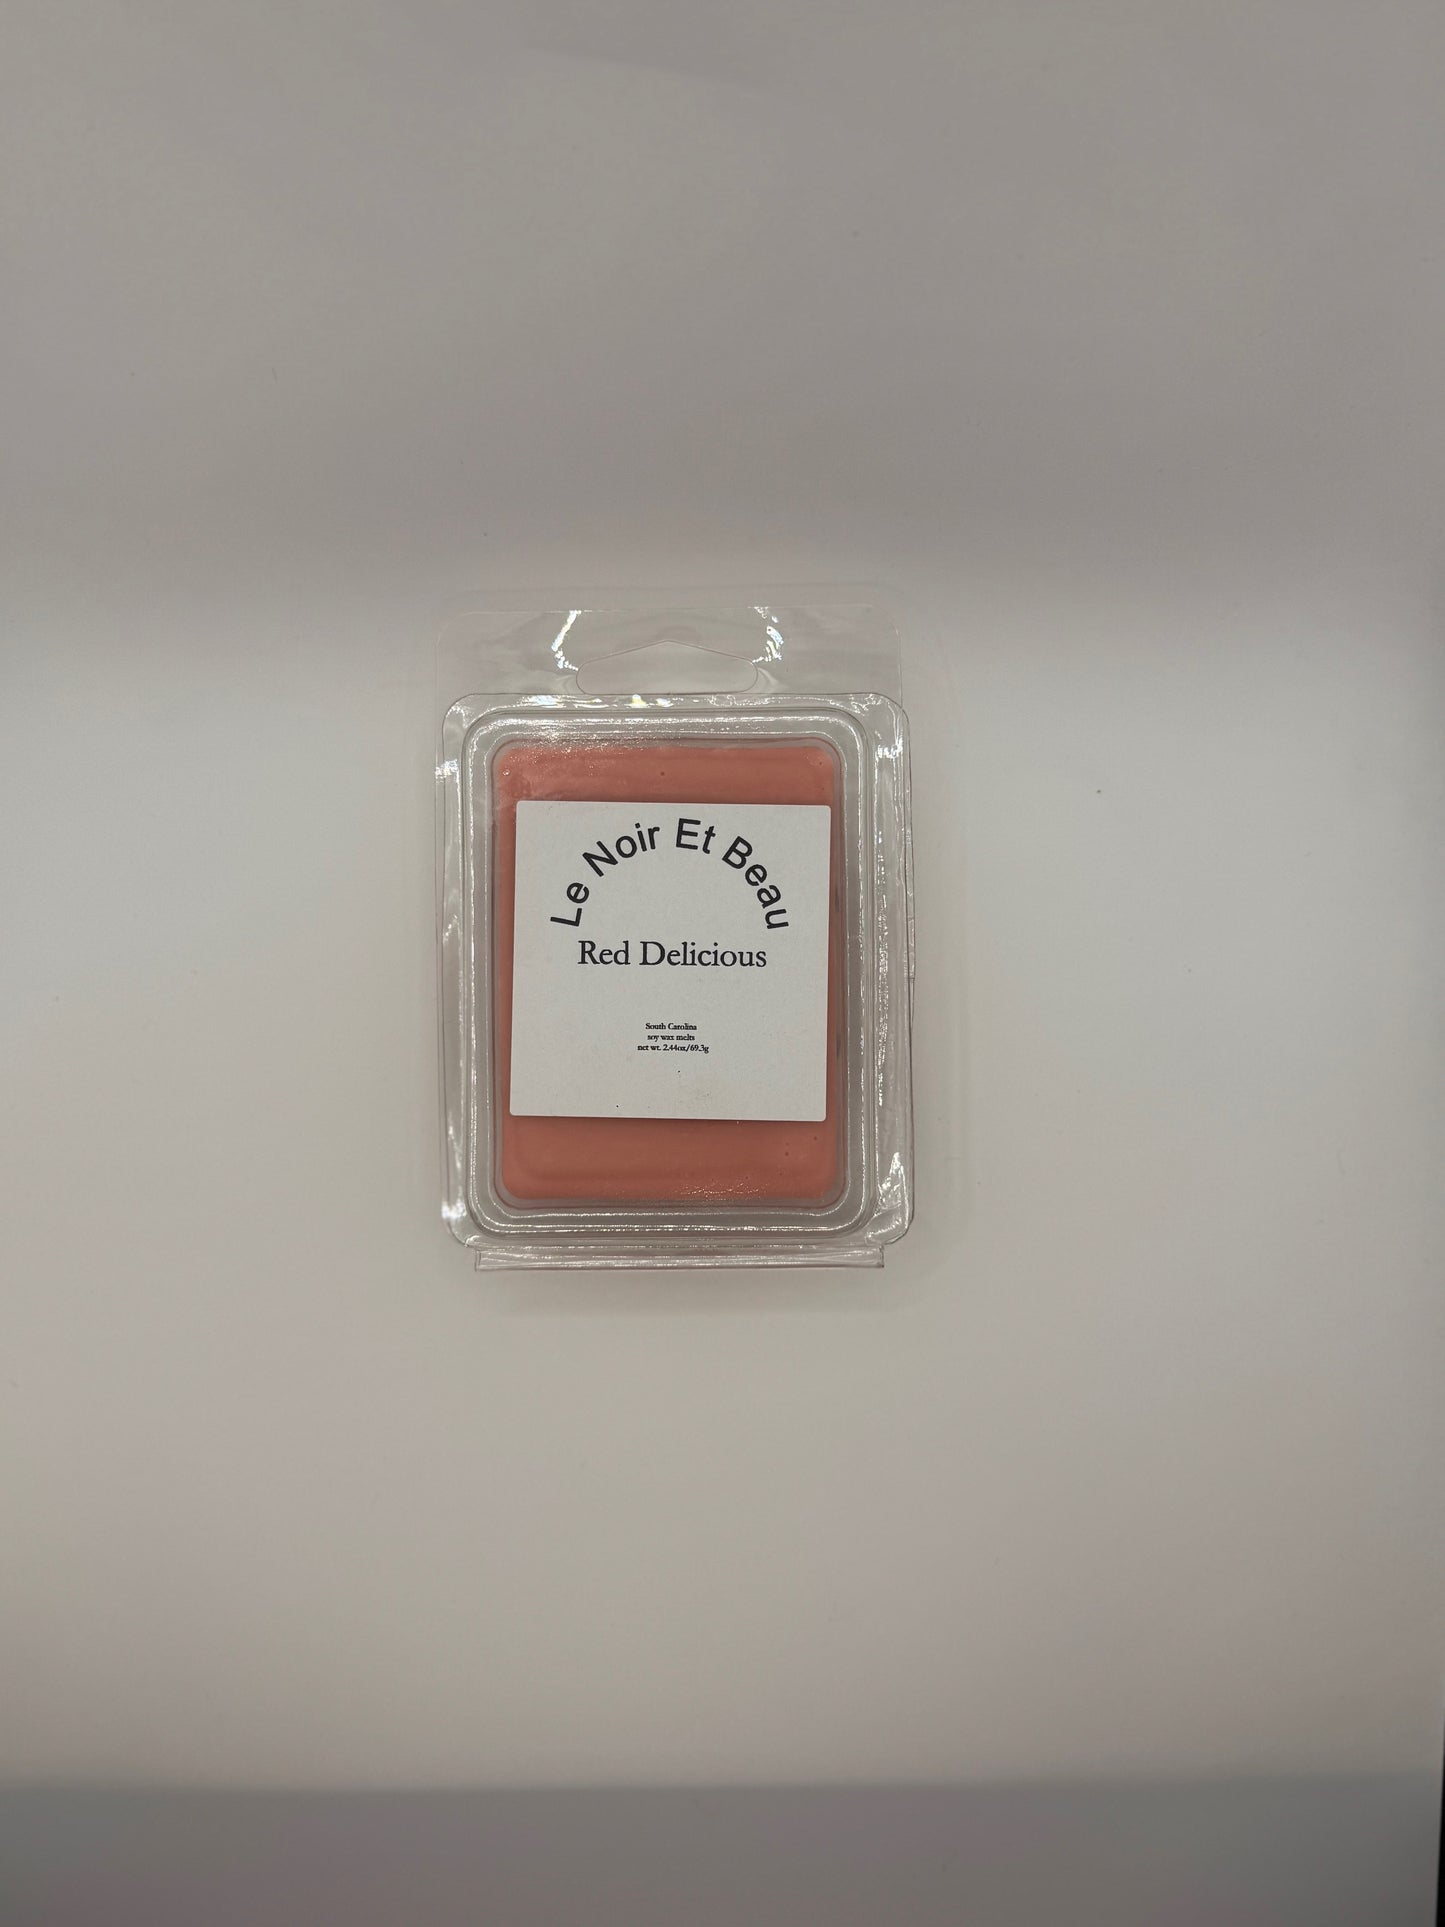 Le Noir Et Beau
Red Delicious
South Carolina
soy wax melts
net wt. 2.44oz/69.3g